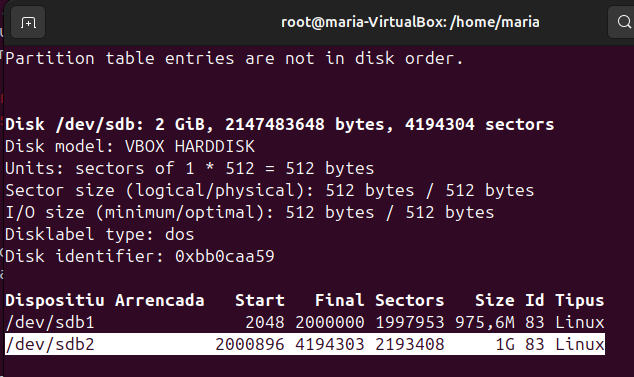 root@maria-VirtualBox: /home/maria
Partition table entries are not in disk order.
Disk /dev/sdb: 2 GiB, 2147483648 bytes, 4194304 sectors
Disk model: VBOX HARDDISK
Units: sectors of 1 * 512 = 512 bytes
Sector size (logical/physical): 512 bytes / 512 bytes
I/O size (minimum/optimal): 512 bytes / 512 bytes
Disklabel type: dos
Disk identifier: 0xbb0caa59
Dispositiu Arrencada Start Final Sectors Size Id Tipus
/dev/sdb1 2048 2000000 1997953 975,6M 83 Linux
/dev/sdb2 2000896 4194303 2193408 1G 83 Linux